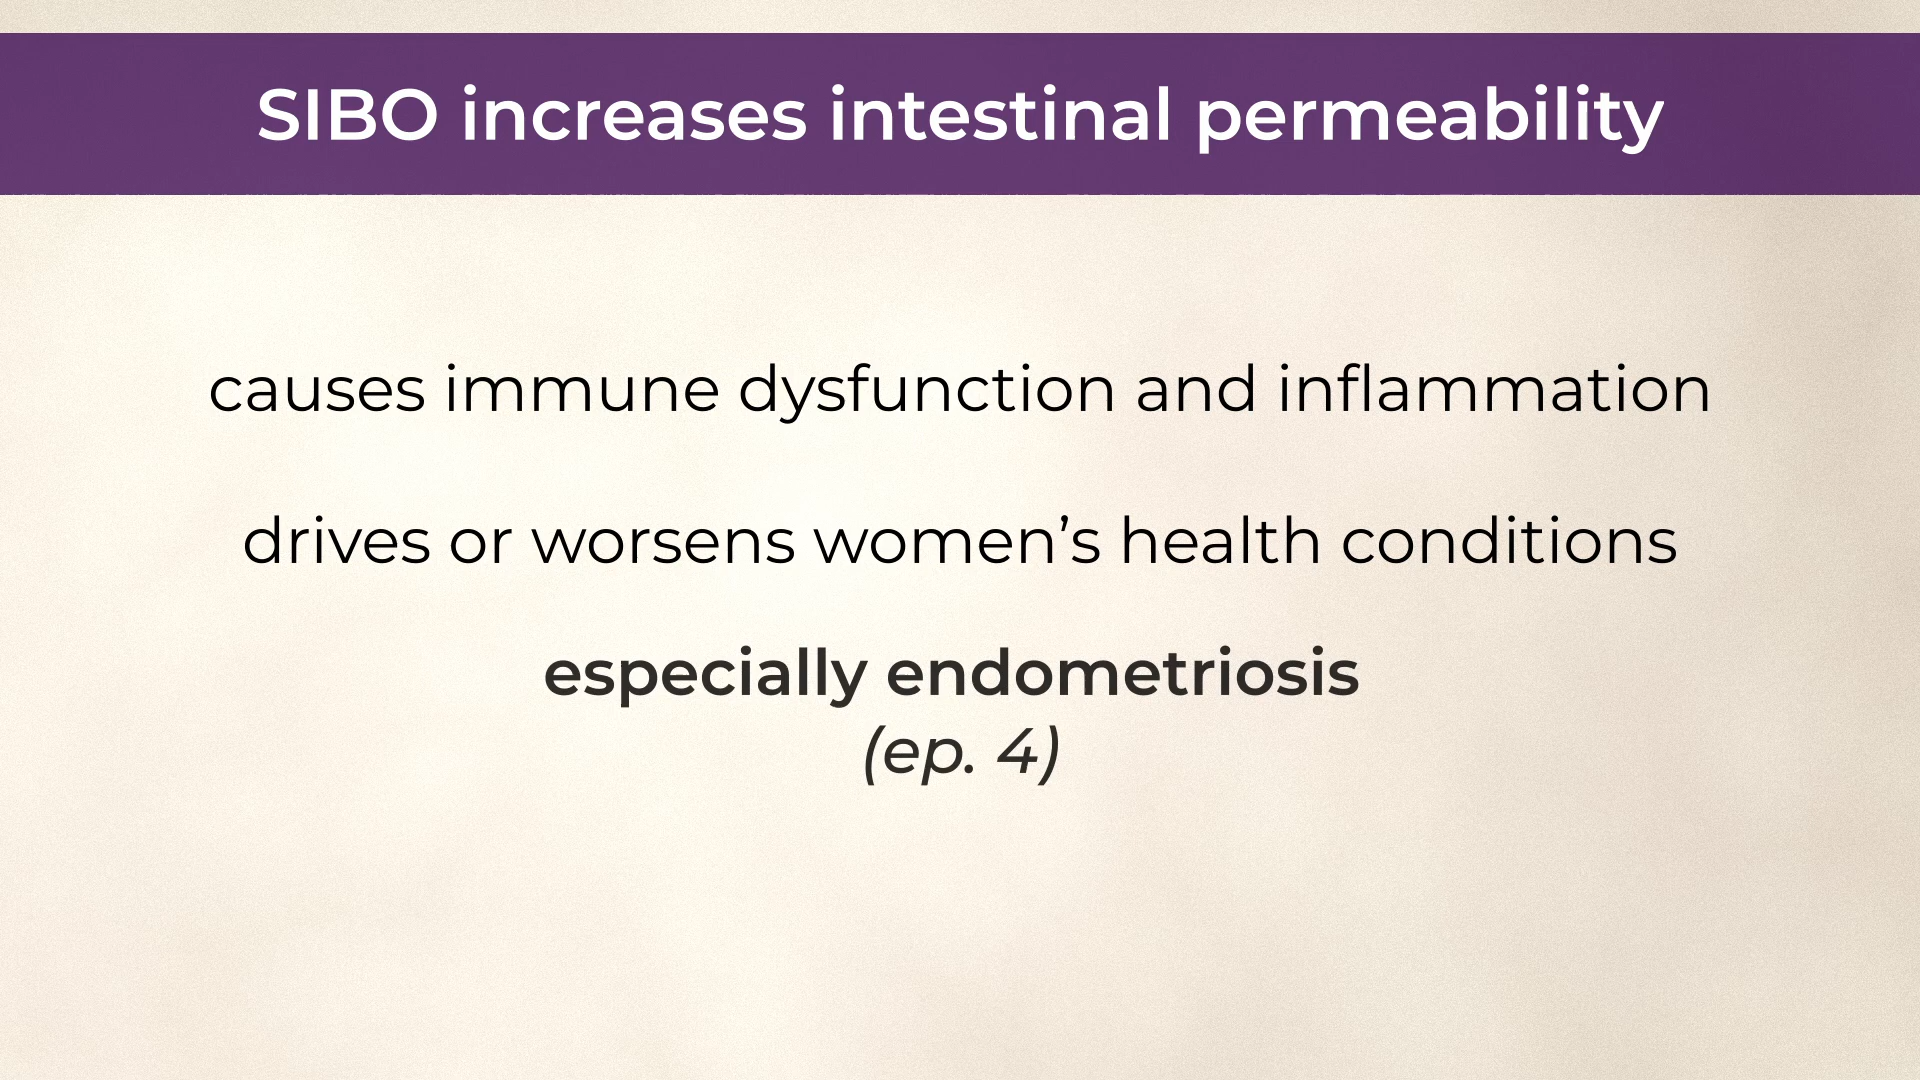 SIBO increases intestinal permeability
causes immune dysfunction and inflammation
drives or worsens women’s health conditions
especially endometriosis
(ep. 4)